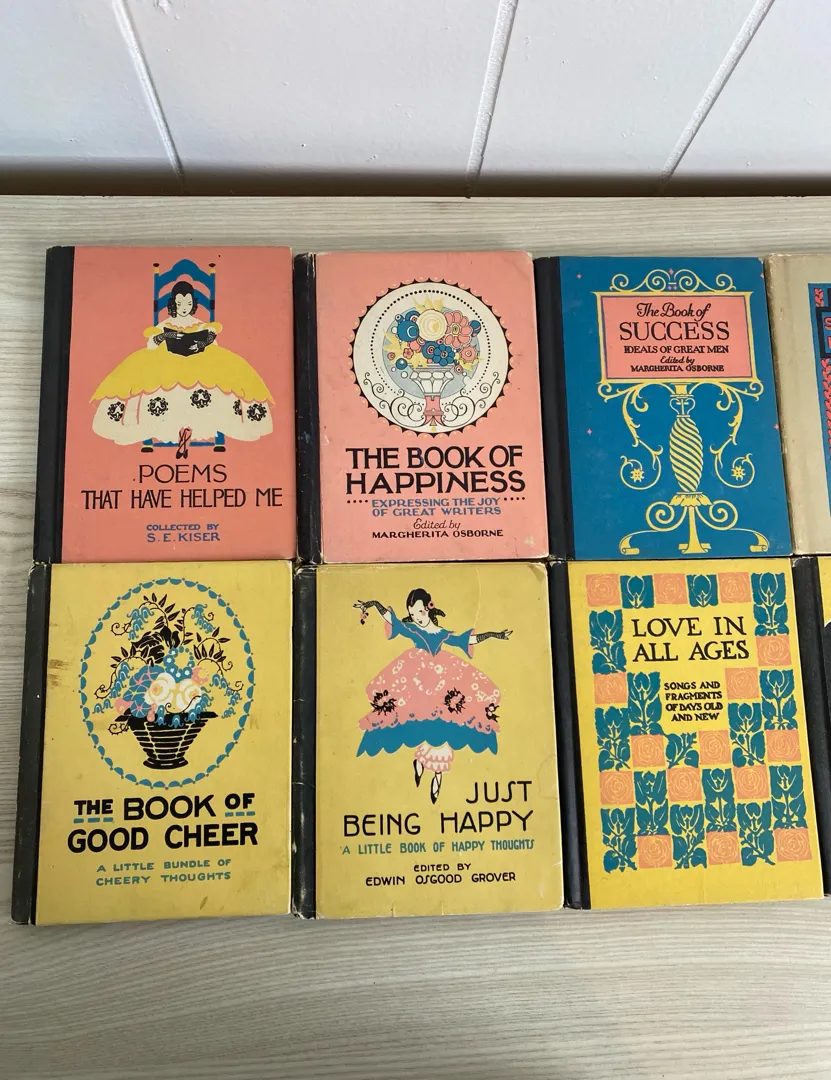 POEMS
THAT HAVE HELPED ME
COLLECTED BY
S. E. KISER
THE BOOK OF
HAPPINESS
EXPRESSING THE JOY
OF GREAT WRITERS
Edited by
MARGHERITA OSBORNE
The Book of
SUCCESS
IDEALS OF GREAT MEN
Edited by
MARGHERITA OSBORNE
THE BOOK OF
GOOD CHEER
A LITTLE BUNDLE OF
CHEERY THOUGHTS
JUST
BEING HAPPY
A LITTLE BOOK OF HAPPY THOUGHTS
EDITED BY
EDWIN OSGOOD GROVER
LOVE IN
ALL AGES
SONGS AND
FRAGMENTS
OF DAYS OLD
AND NEW